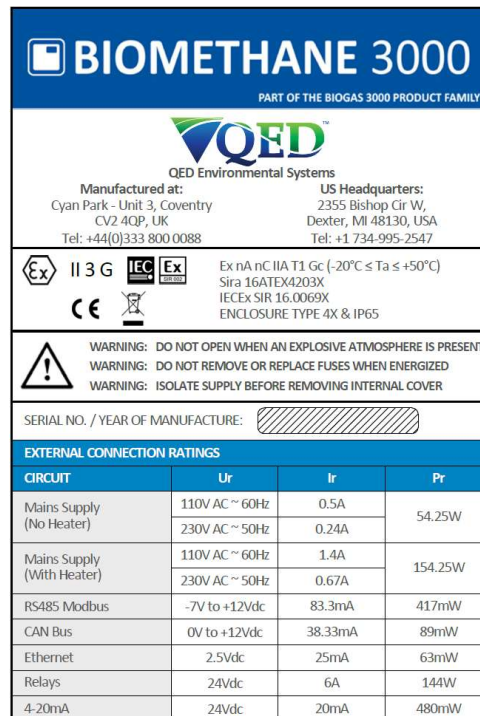 BIOMETHANE 3000
PART OF THE BIOGAS 3000 PRODUCT FAMILY
QED™
QED Environmental Systems
Manufactured at:
Cyan Park - Unit 3, Coventry
CV2 4QP, UK
Tel: +44(0)333 800 0088
US Headquarters:
2355 Bishop Cir W,
Dexter, MI 48130, USA
Tel: +1 734-995-2547
Ex II 3 G IEC Ex
SIR 002
CE
Ex nA nC IIA T1 Gc (-20°C ≤ Ta ≤ +50°C)
Sira 16ATEX4203X
IECEx SIR 16.0069X
ENCLOSURE TYPE 4X & IP65
WARNING: DO NOT OPEN WHEN AN EXPLOSIVE ATMOSPHERE IS PRESENT
WARNING: DO NOT REMOVE OR REPLACE FUSES WHEN ENERGIZED
WARNING: ISOLATE SUPPLY BEFORE REMOVING INTERNAL COVER
SERIAL NO. / YEAR OF MANUFACTURE:
EXTERNAL CONNECTION RATINGS
CIRCUIT Ur Ir Pr
Mains Supply
(No Heater)
110V AC ~ 60Hz 0.5A
230V AC ~ 50Hz 0.24A
54.25W
Mains Supply
(With Heater)
110V AC ~ 60Hz 1.4A
230V AC ~ 50Hz 0.67A
154.25W
RS485 Modbus -7V to +12Vdc 83.3mA 417mW
CAN Bus 0V to +12Vdc 38.33mA 89mW
Ethernet 2.5Vdc 25mA 63mW
Relays 24Vdc 6A 144W
4-20mA 24Vdc 20mA 480mW